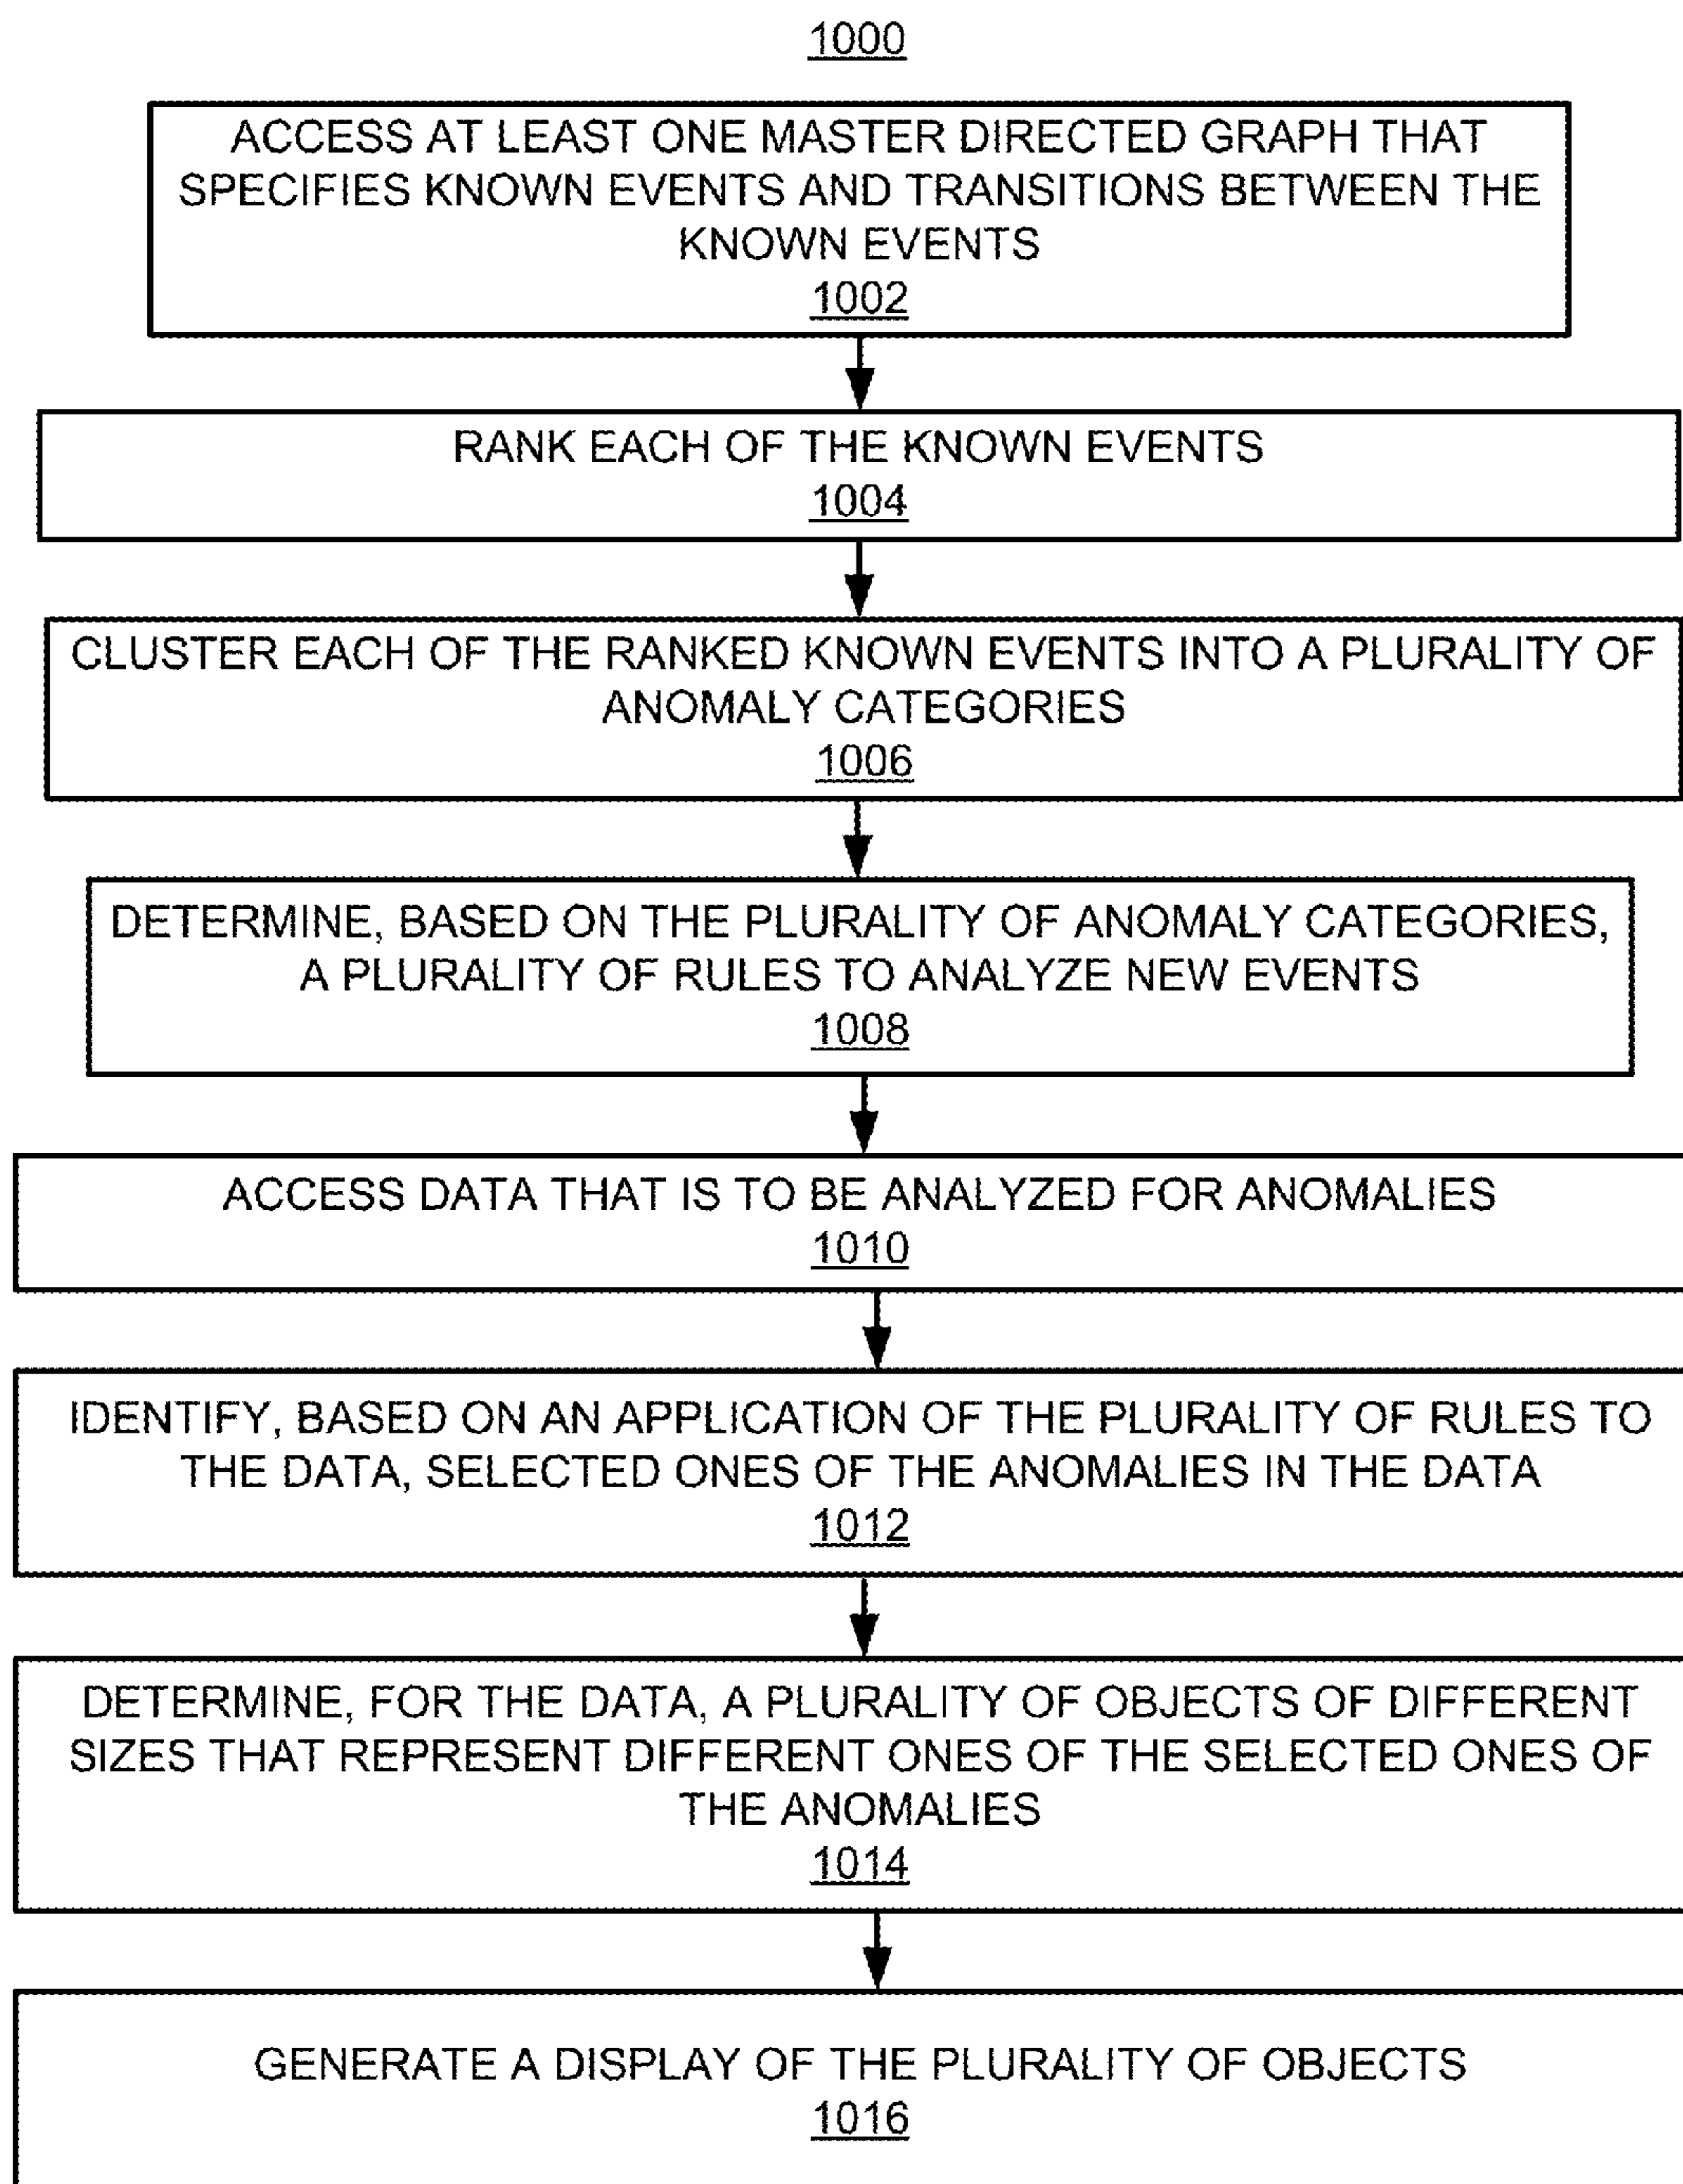 1000
ACCESS AT LEAST ONE MASTER DIRECTED GRAPH THAT
SPECIFIES KNOWN EVENTS AND TRANSITIONS BETWEEN THE
KNOWN EVENTS
1002
RANK EACH OF THE KNOWN EVENTS
1004
CLUSTER EACH OF THE RANKED KNOWN EVENTS INTO A PLURALITY OF
ANOMALY CATEGORIES
1006
DETERMINE, BASED ON THE PLURALITY OF ANOMALY CATEGORIES,
A PLURALITY OF RULES TO ANALYZE NEW EVENTS
1008
ACCESS DATA THAT IS TO BE ANALYZED FOR ANOMALIES
1010
IDENTIFY, BASED ON AN APPLICATION OF THE PLURALITY OF RULES TO
THE DATA, SELECTED ONES OF THE ANOMALIES IN THE DATA
1012
DETERMINE, FOR THE DATA, A PLURALITY OF OBJECTS OF DIFFERENT
SIZES THAT REPRESENT DIFFERENT ONES OF THE SELECTED ONES OF
THE ANOMALIES
1014
GENERATE A DISPLAY OF THE PLURALITY OF OBJECTS
1016